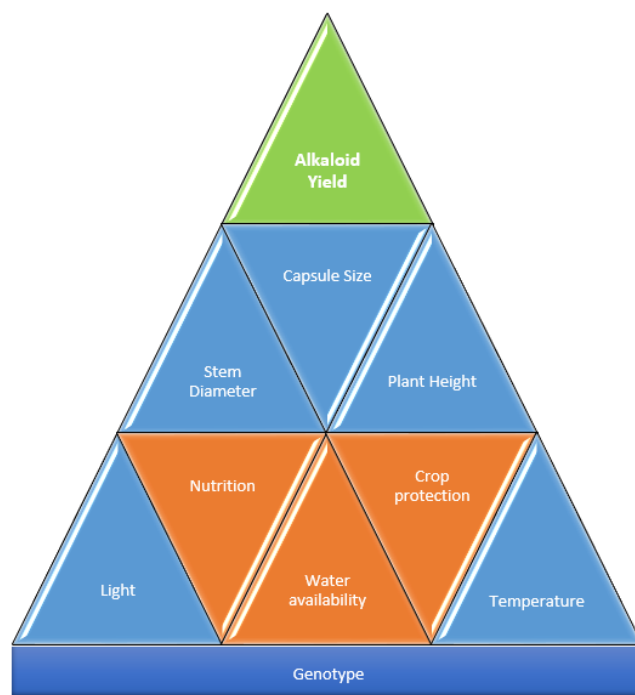 Alkaloid
Yield
Capsule Size
Stem
Diameter
Plant Height
Nutrition
Crop
protection
Light
Water
availability
Temperature
Genotype